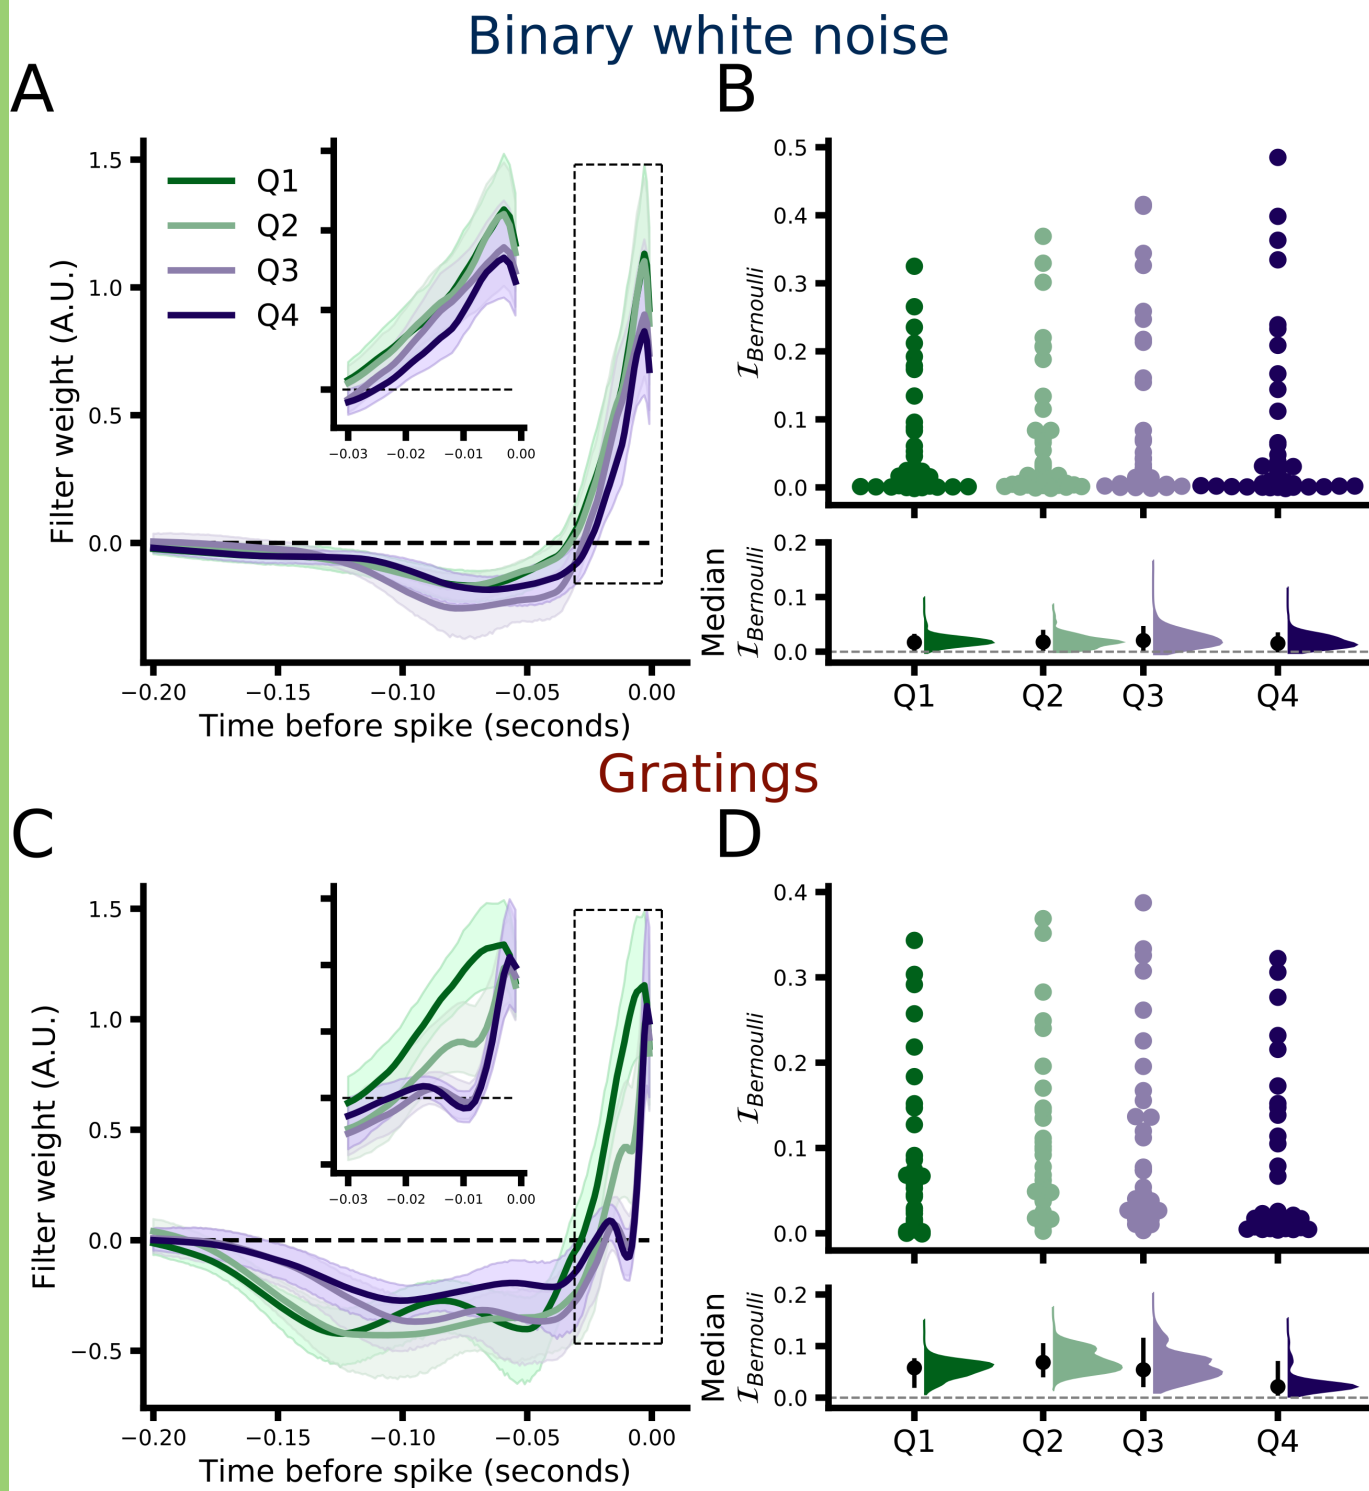 Binary white noise
A
B
1.5
1.0
0.5
0.0
Filter weight (A.U.)
Q1
Q2
Q3
Q4
−0.03 −0.02 −0.01 0.00
−0.20 −0.15 −0.10 −0.05 0.00
Time before spike (seconds)
0.5
0.4
0.3
0.2
0.1
0.0
ℐBernoulli
0.2
0.1
0.0
Median
ℐBernoulli
Q1 Q2 Q3 Q4
Gratings
C
D
1.5
1.0
0.5
0.0
−0.5
Filter weight (A.U.)
−0.03 −0.02 −0.01 0.00
−0.20 −0.15 −0.10 −0.05 0.00
Time before spike (seconds)
0.4
0.3
0.2
0.1
0.0
ℐBernoulli
0.2
0.1
0.0
Median
ℐBernoulli
Q1 Q2 Q3 Q4